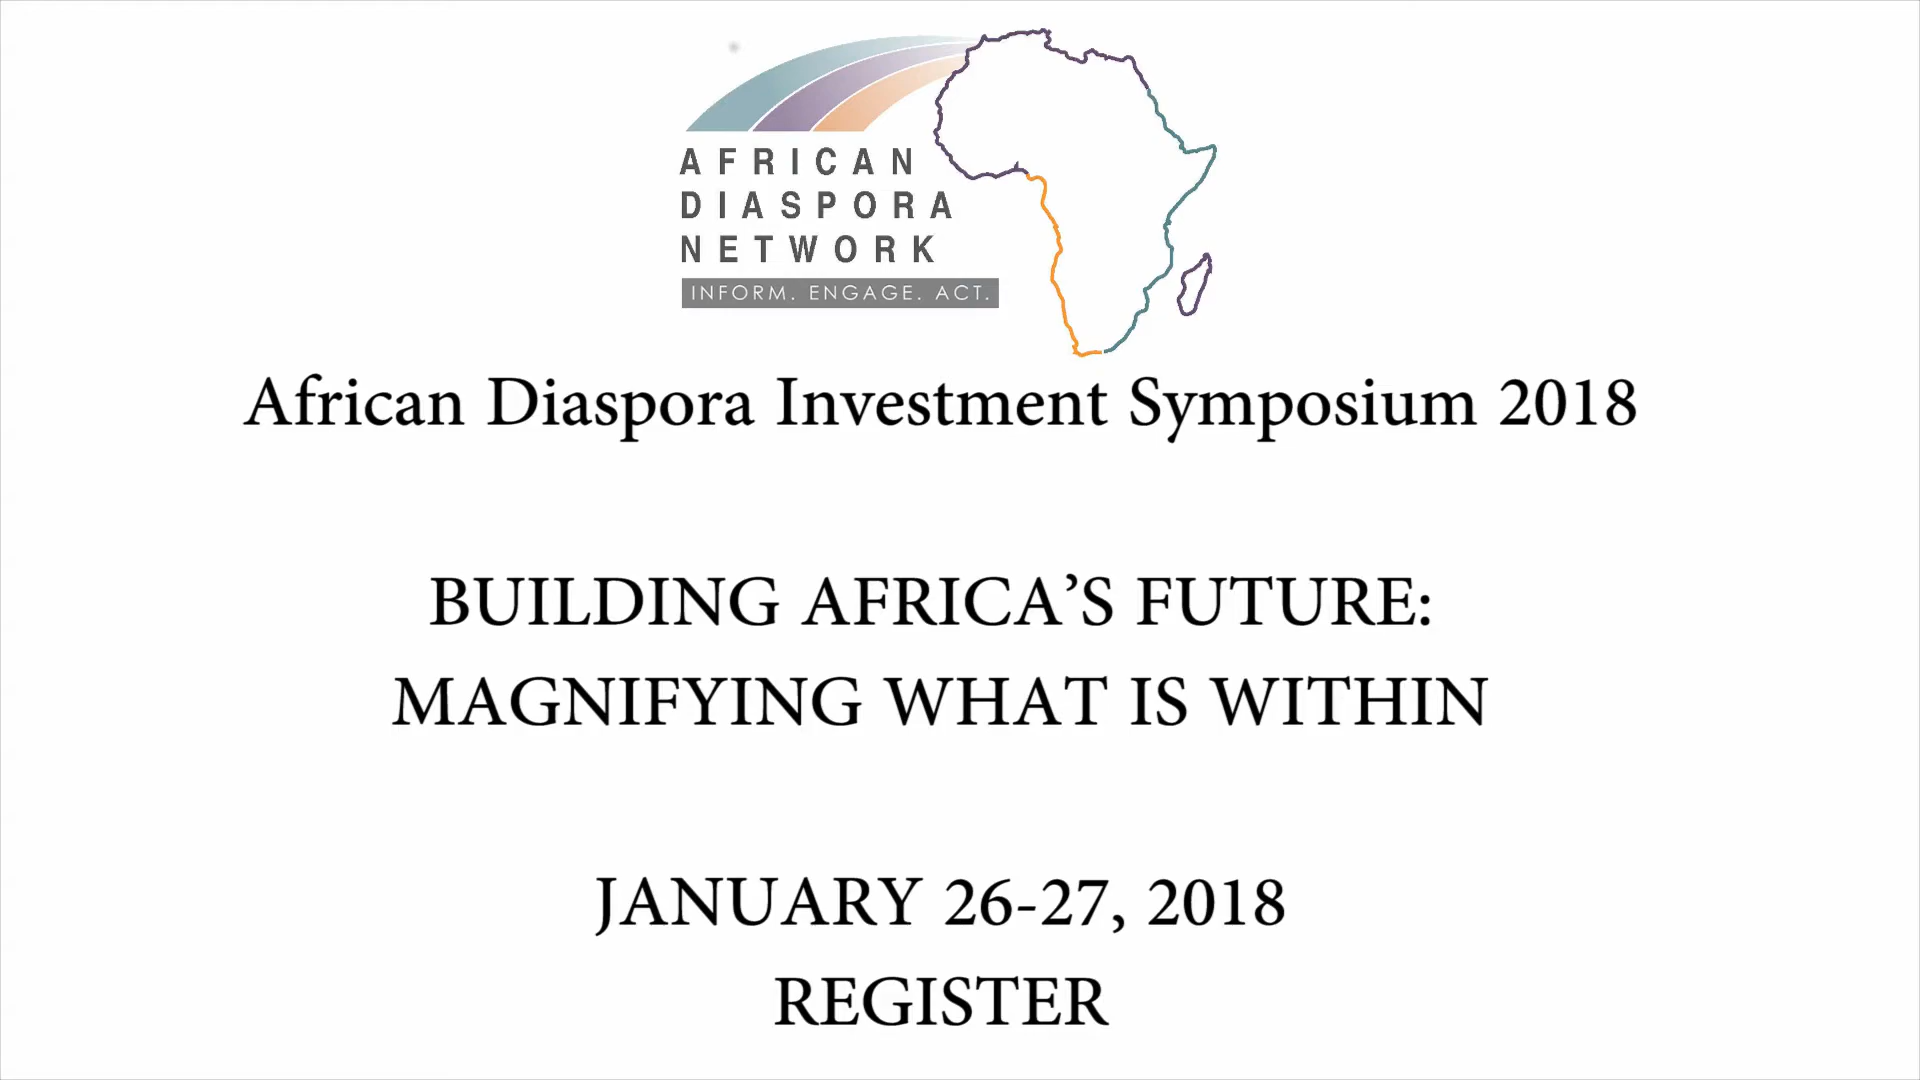 AFRICAN
DIASPORA
NETWORK
INFORM. ENGAGE. ACT.
African Diaspora Investment Symposium 2018
BUILDING AFRICA’S FUTURE:
MAGNIFYING WHAT IS WITHIN
JANUARY 26-27, 2018
REGISTER